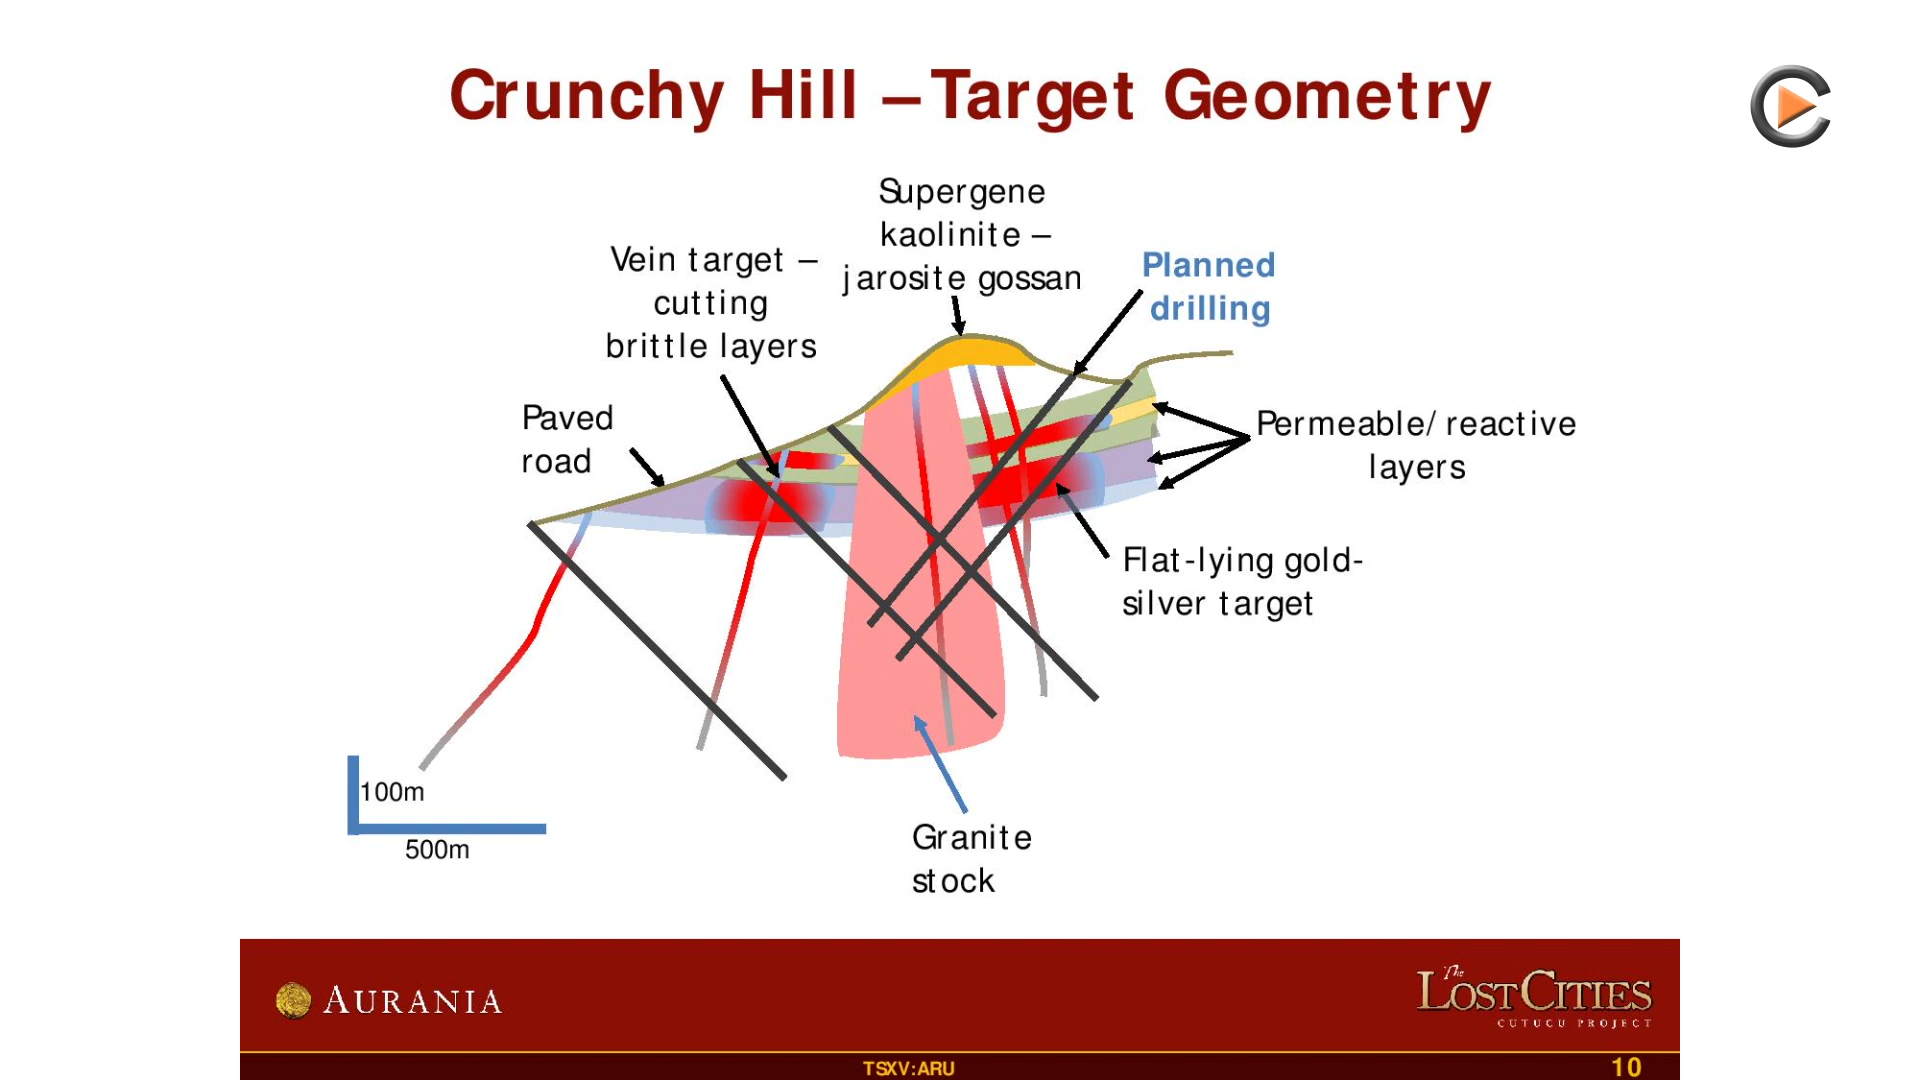 Crunchy Hill – Target Geometry
Supergene
kaolinite –
jarosite gossan
Vein target –
cutting
brittle layers
Planned
drilling
Paved
road
Permeable/reactive
layers
Flat-lying gold-
silver target
100m
500m
Granite
stock
AURANIA
The
LOST CITIES
CUTUCU PROJECT
TSXV:ARU
10